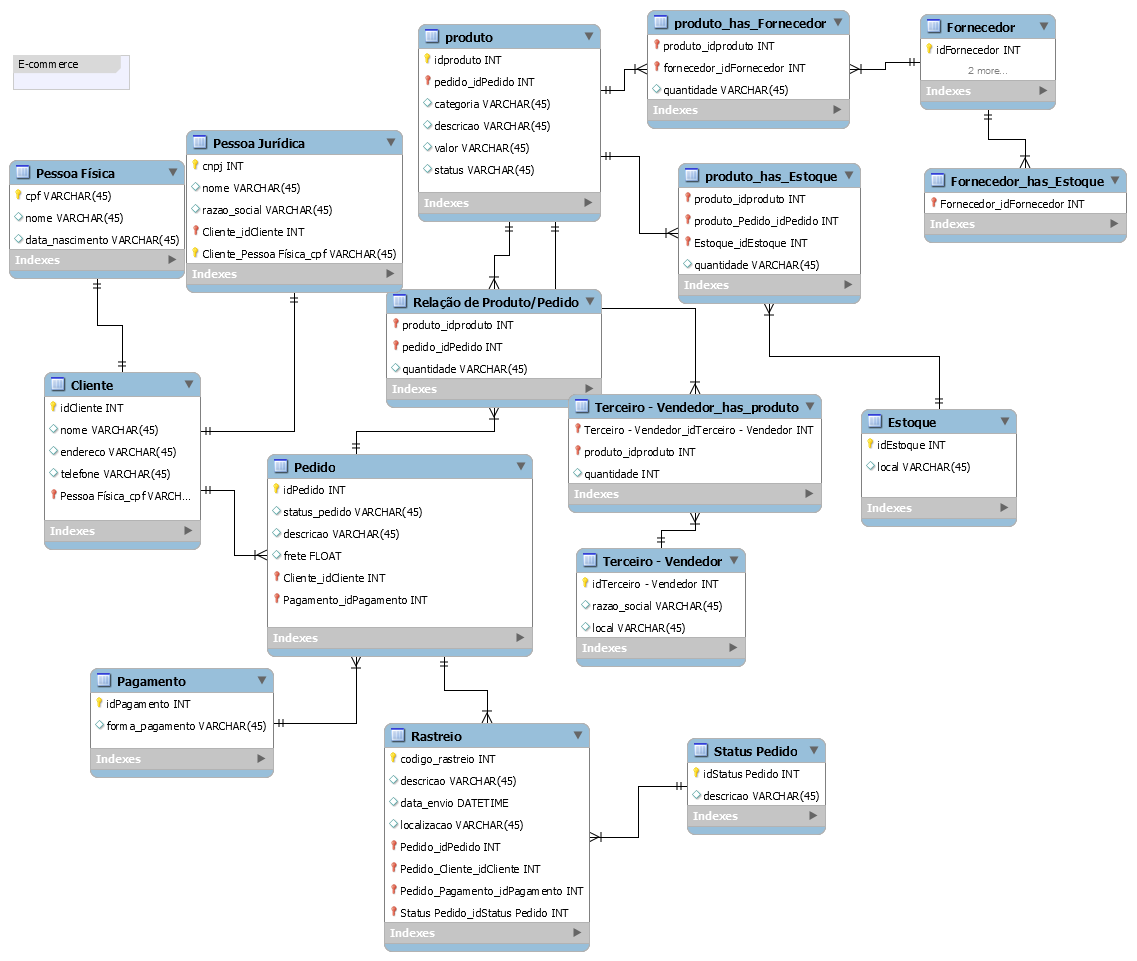 E-commerce
produto
idproduto INT
pedido_idPedido INT
categoria VARCHAR(45)
descricao VARCHAR(45)
valor VARCHAR(45)
status VARCHAR(45)
Indexes
produto_has_Fornecedor
produto_idproduto INT
fornecedor_idFornecedor INT
quantidade VARCHAR(45)
Indexes
Fornecedor
idFornecedor INT
2 more...
Indexes
Pessoa Física
cpf VARCHAR(45)
nome VARCHAR(45)
data_nascimento VARCHAR(45)
Indexes
Pessoa Jurídica
cnpj INT
nome VARCHAR(45)
razao_social VARCHAR(45)
Cliente_idCliente INT
Cliente_Pessoa Física_cpf VARCHAR(45)
Indexes
produto_has_Estoque
produto_idproduto INT
produto_Pedido_idPedido INT
Estoque_idEstoque INT
quantidade VARCHAR(45)
Indexes
Fornecedor_has_Estoque
Fornecedor_idFornecedor INT
Indexes
Relação de Produto/Pedido
produto_idproduto INT
pedido_idPedido INT
quantidade VARCHAR(45)
Indexes
Cliente
idCliente INT
nome VARCHAR(45)
endereco VARCHAR(45)
telefone VARCHAR(45)
Pessoa Física_cpf VARCH...
Indexes
Terceiro - Vendedor_has_produto
Terceiro - Vendedor_idTerceiro - Vendedor INT
produto_idproduto INT
quantidade INT
Indexes
Estoque
idEstoque INT
local VARCHAR(45)
Indexes
Pedido
idPedido INT
status_pedido VARCHAR(45)
descricao VARCHAR(45)
frete FLOAT
Cliente_idCliente INT
Pagamento_idPagamento INT
Indexes
Terceiro - Vendedor
idTerceiro - Vendedor INT
razao_social VARCHAR(45)
local VARCHAR(45)
Indexes
Pagamento
idPagamento INT
forma_pagamento VARCHAR(45)
Indexes
Rastreio
codigo_rastreio INT
descricao VARCHAR(45)
data_envio DATETIME
localizacao VARCHAR(45)
Pedido_idPedido INT
Pedido_Cliente_idCliente INT
Pedido_Pagamento_idPagamento INT
Status Pedido_idStatus Pedido INT
Indexes
Status Pedido
idStatus Pedido INT
descricao VARCHAR(45)
Indexes